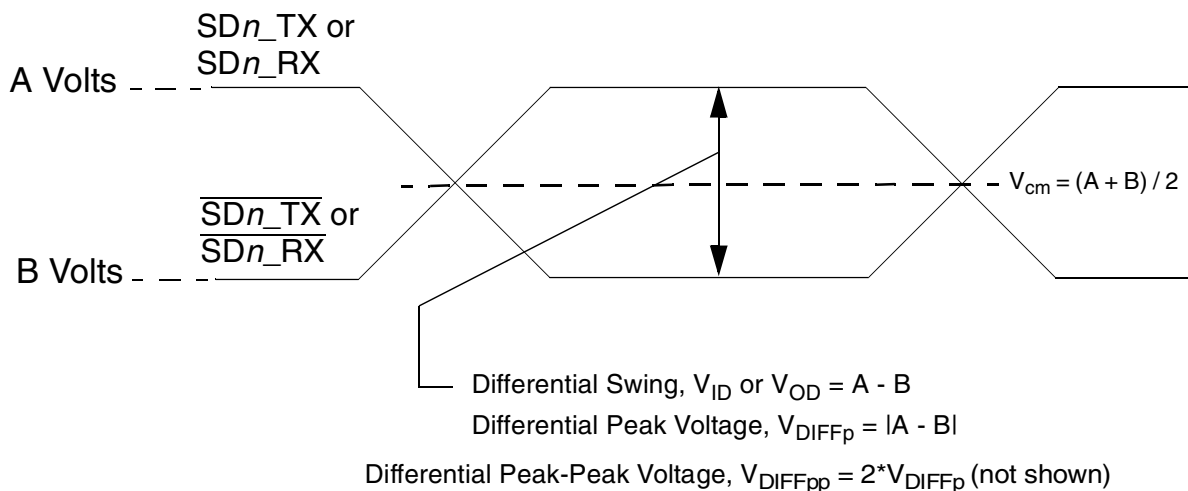 SDn_TX or
SDn_RX
A Volts
Vcm = (A + B) / 2
SDn_TX or
SDn_RX
B Volts
Differential Swing, VID or VOD = A - B
Differential Peak Voltage, VDIFFp = |A - B|
Differential Peak-Peak Voltage, VDIFFpp = 2*VDIFFp (not shown)